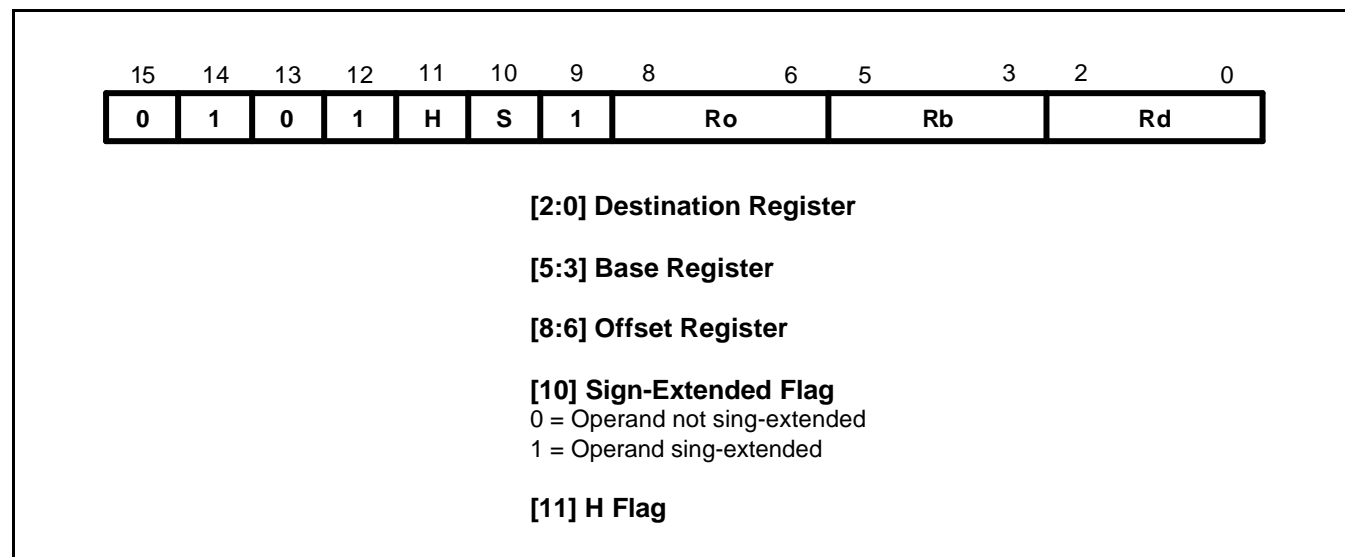 15 14 13 12 11 10 9 8 6 5 3 2 0
0 1 0 1 H S 1 Ro Rb Rd
[2:0] Destination Register
[5:3] Base Register
[8:6] Offset Register
[10] Sign-Extended Flag
0 = Operand not sing-extended
1 = Operand sing-extended
[11] H Flag